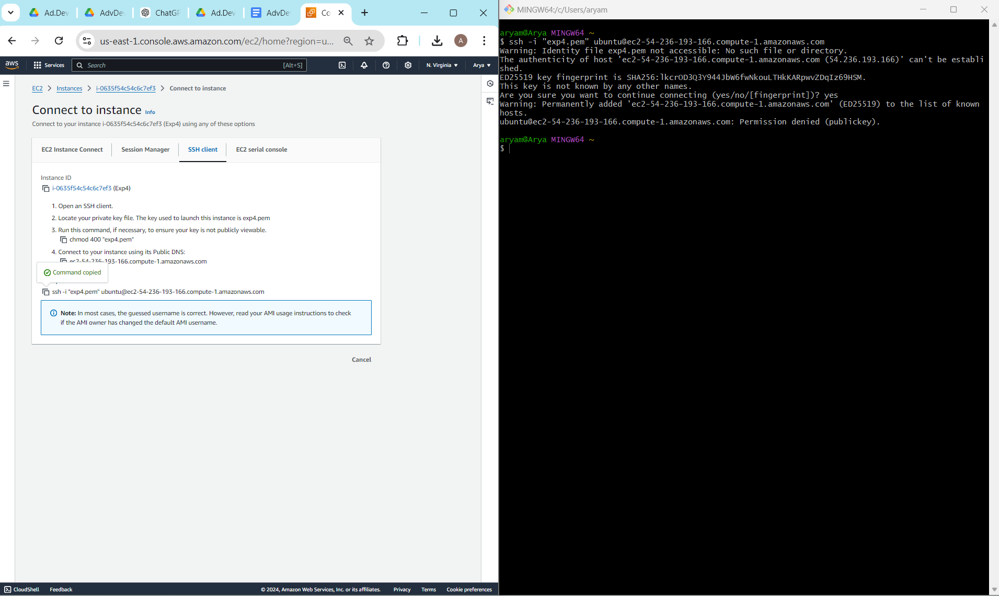 Ad.Dev
AdvDe
ChatGP
Ad.Dev
AdvDe
Co
us-east-1.console.aws.amazon.com/ec2/home?region=u...
A
aws
Services
Search
[Alt+S]
N. Virginia
Arya
EC2 > Instances > i-0635f54c54c6c7ef3 > Connect to instance
Connect to instance Info
Connect to your instance i-0635f54c54c6c7ef3 (Exp4) using any of these options
EC2 Instance Connect
Session Manager
SSH client
EC2 serial console
Instance ID
i-0635f54c54c6c7ef3 (Exp4)
1. Open an SSH client.
2. Locate your private key file. The key used to launch this instance is exp4.pem
3. Run this command, if necessary, to ensure your key is not publicly viewable.
chmod 400 "exp4.pem"
4. Connect to your instance using its Public DNS:
ec2-54-236-193-166.compute-1.amazonaws.com
Command copied
ssh -i "exp4.pem" ubuntu@ec2-54-236-193-166.compute-1.amazonaws.com
Note: In most cases, the guessed username is correct. However, read your AMI usage instructions to check
if the AMI owner has changed the default AMI username.
Cancel
CloudShell
Feedback
© 2024, Amazon Web Services, Inc. or its affiliates.
Privacy
Terms
Cookie preferences
MINGW64:/c/Users/aryam
aryam@Arya MINGW64 ~
$ ssh -i "exp4.pem" ubuntu@ec2-54-236-193-166.compute-1.amazonaws.com
Warning: Identity file exp4.pem not accessible: No such file or directory.
The authenticity of host 'ec2-54-236-193-166.compute-1.amazonaws.com (54.236.193.166)' can't be establi
shed.
ED25519 key fingerprint is SHA256:lkcrOD3Q3Y944JbW6fwNkouLTHkKARpwvZDqIz69HSM.
This key is not known by any other names.
Are you sure you want to continue connecting (yes/no/[fingerprint])? yes
Warning: Permanently added 'ec2-54-236-193-166.compute-1.amazonaws.com' (ED25519) to the list of known
hosts.
ubuntu@ec2-54-236-193-166.compute-1.amazonaws.com: Permission denied (publickey).
aryam@Arya MINGW64 ~
$